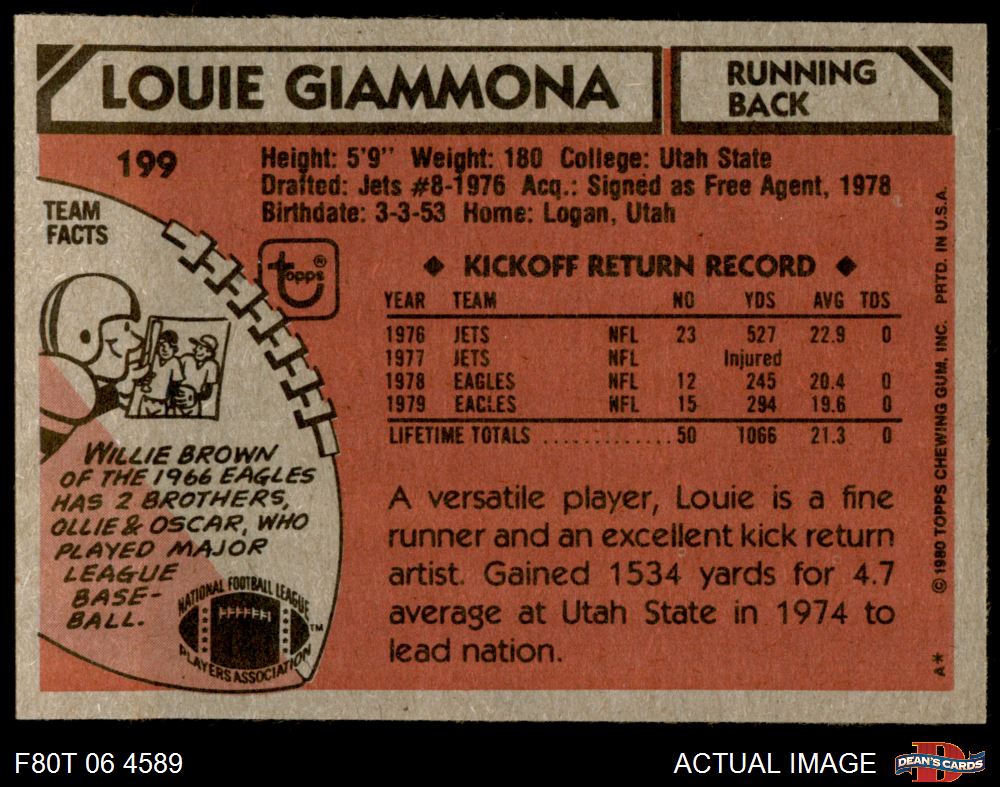 LOUIE GIAMMONA
RUNNING
BACK
199
Height: 5'9" Weight: 180 College: Utah State
Drafted: Jets #8-1976 Acq.: Signed as Free Agent, 1978
Birthdate: 3-3-53 Home: Logan, Utah
TEAM
FACTS
topps ®
◆ KICKOFF RETURN RECORD ◆
YEAR TEAM NO YDS AVG TDS
1976 JETS NFL 23 527 22.9 0
1977 JETS NFL Injured
1978 EAGLES NFL 12 245 20.4 0
1979 EAGLES NFL 15 294 19.6 0
LIFETIME TOTALS ............. 50 1066 21.3 0
WILLIE BROWN
OF THE 1966 EAGLES
HAS 2 BROTHERS,
OLLIE & OSCAR, WHO
PLAYED MAJOR
LEAGUE
BASE-
BALL.
NATIONAL FOOTBALL LEAGUE
PLAYERS ASSOCIATION
TM
A versatile player, Louie is a fine
runner and an excellent kick return
artist. Gained 1534 yards for 4.7
average at Utah State in 1974 to
lead nation.
© 1980 TOPPS CHEWING GUM, INC. PRTD. IN U.S.A.
A*
F80T 06 4589
ACTUAL IMAGE
DEAN'S CARDS